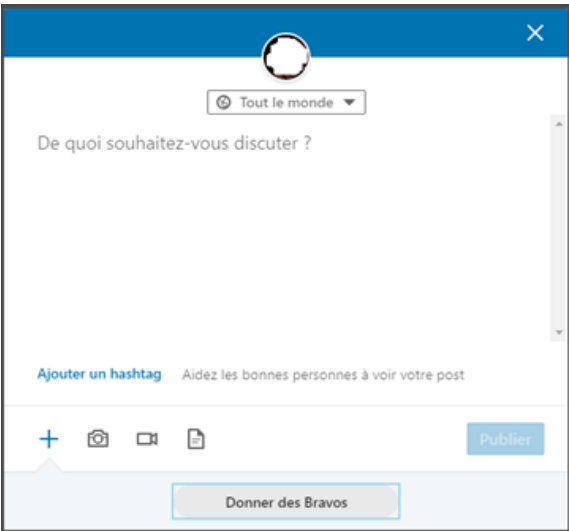 Tout le monde
De quoi souhaitez-vous discuter ?
Ajouter un hashtag Aidez les bonnes personnes à voir votre post
Publier
Donner des Bravos